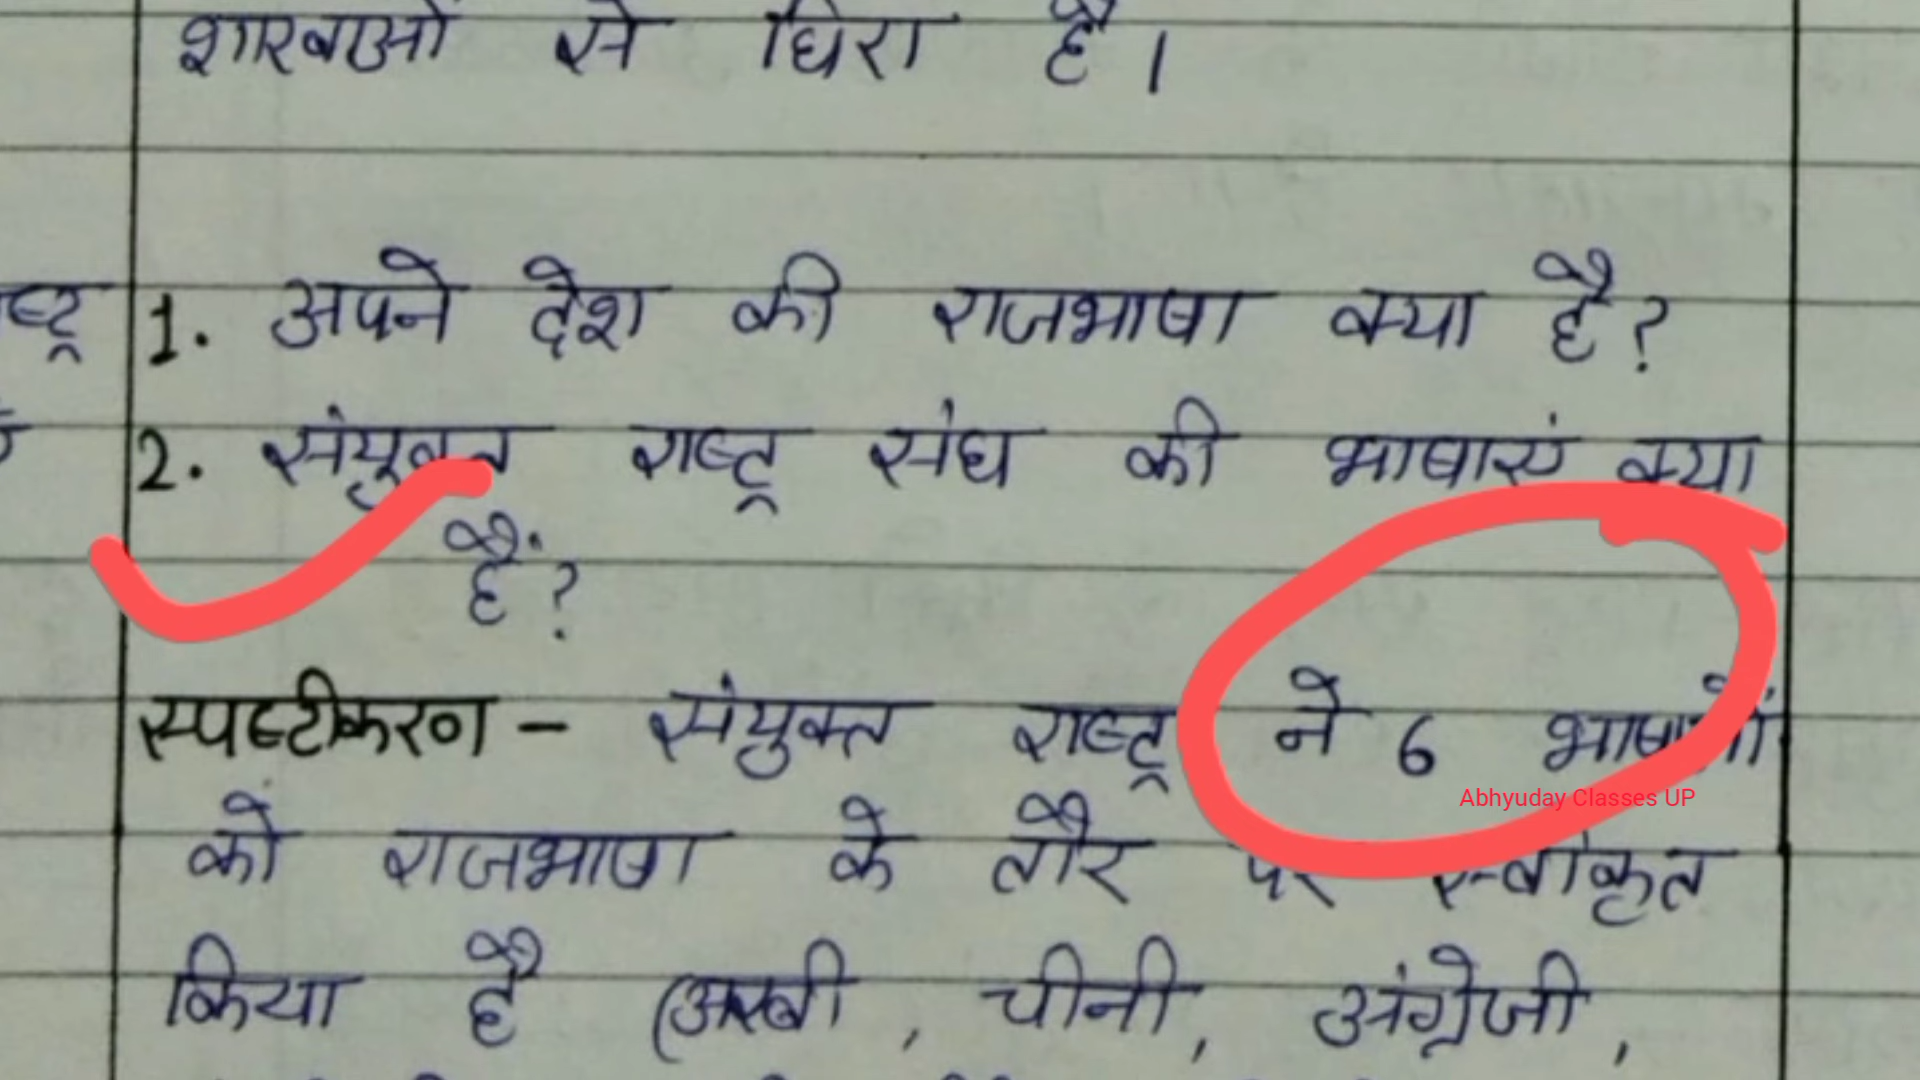 शाखाओं से घिरा है।
1. अपने देश की राजभाषा क्या है?
2. संयुक्त राष्ट्र संघ की भाषाएं क्या
हैं?
स्पष्टीकरण - संयुक्त राष्ट्र ने 6 भाषाओं
Abhyuday Classes UP
को राजभाषा के तौर पर स्वीकृत
किया है (अरबी, चीनी, अंग्रेजी,